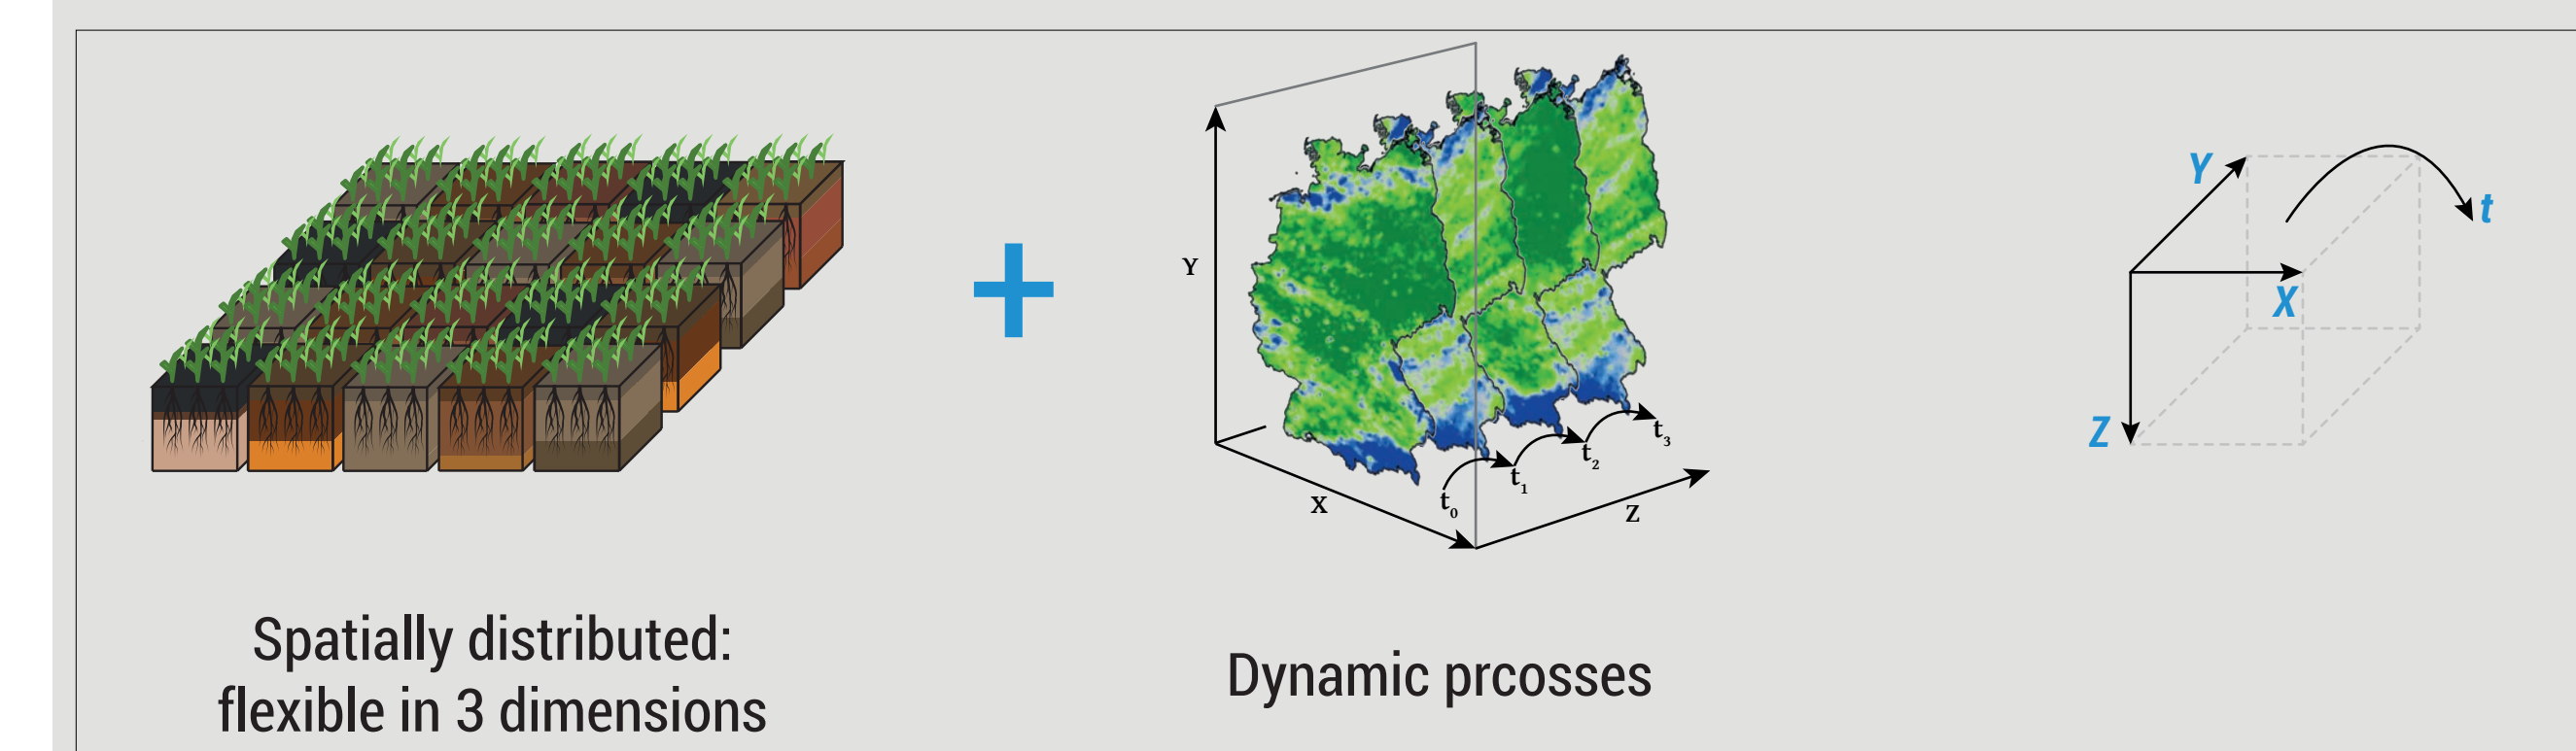 +
Y
X
Z
t0
t1
t2
t3
Y
X
Z
t
Spatially distributed:
flexible in 3 dimensions
Dynamic prcosses